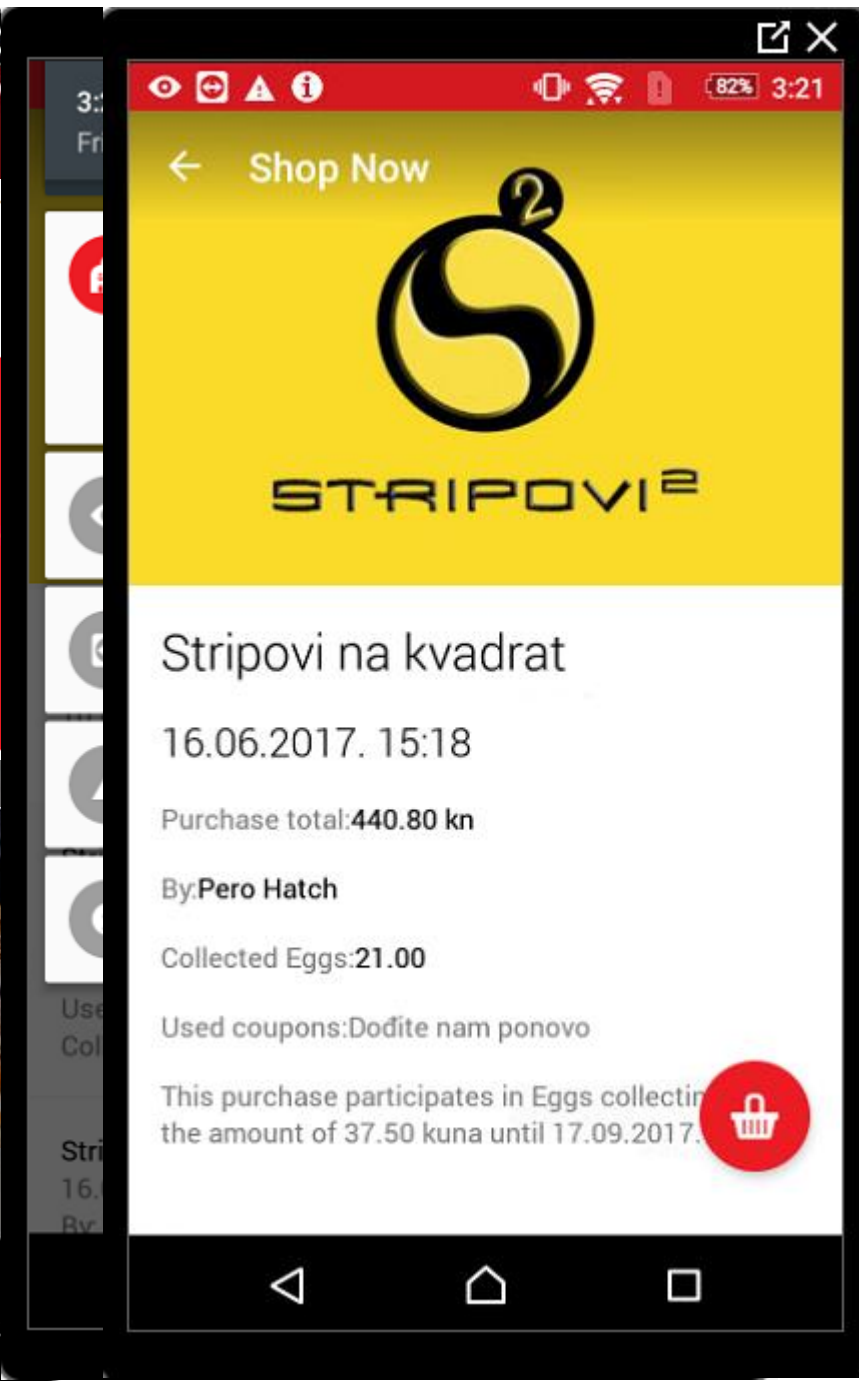 82% 3:21
Shop Now
2
STRIPOVI²
Stripovi na kvadrat
16.06.2017. 15:18
Purchase total:440.80 kn
By:Pero Hatch
Collected Eggs:21.00
Used coupons:Dođite nam ponovo
This purchase participates in Eggs
the amount of 37.50 kuna until 17.09.2017.